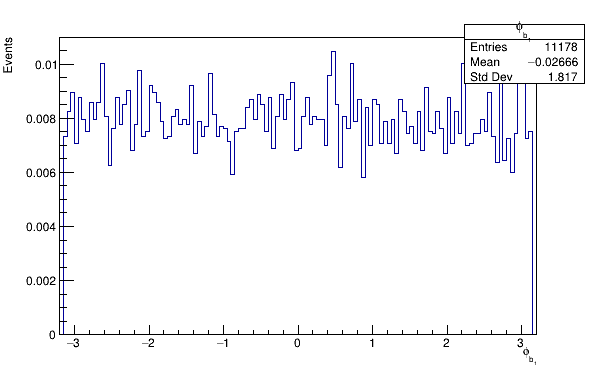 ϕ_b₁
Entries 11178
Mean −0.02666
Std Dev 1.817
Events
0.01
0.008
0.006
0.004
0.002
0
−3 −2 −1 0 1 2 3
ϕ_b₁